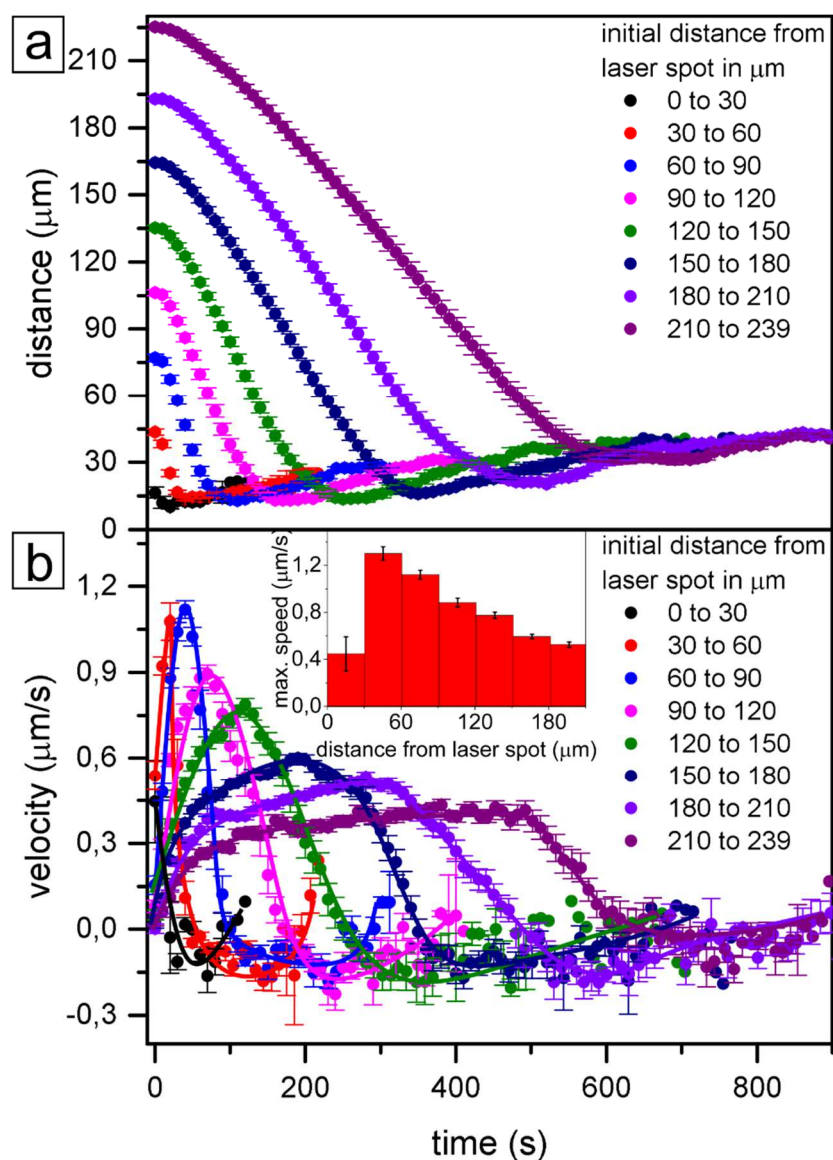 a
initial distance from
laser spot in μm
0 to 30
30 to 60
60 to 90
90 to 120
120 to 150
150 to 180
180 to 210
210 to 239
210
180
150
120
90
60
30
0
distance (μm)
b
initial distance from
laser spot in μm
0 to 30
30 to 60
60 to 90
90 to 120
120 to 150
150 to 180
180 to 210
210 to 239
1,2
0,9
0,6
0,3
0,0
-0,3
velocity (μm/s)
1,2
0,8
0,4
0,0
max. speed (μm/s)
60 120 180
distance from laser spot (μm)
0 200 400 600 800
time (s)